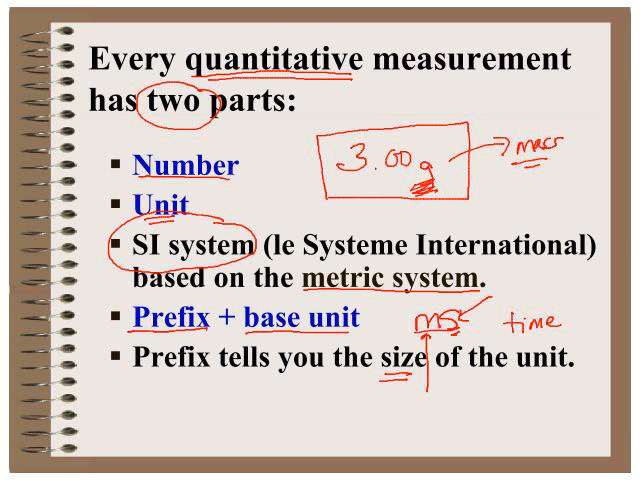 Every quantitative measurement
has two parts:
3.00 g
mass
▪ Number
▪ Unit
▪ SI system (le Systeme International)
based on the metric system.
▪ Prefix + base unit
ms
time
▪ Prefix tells you the size of the unit.